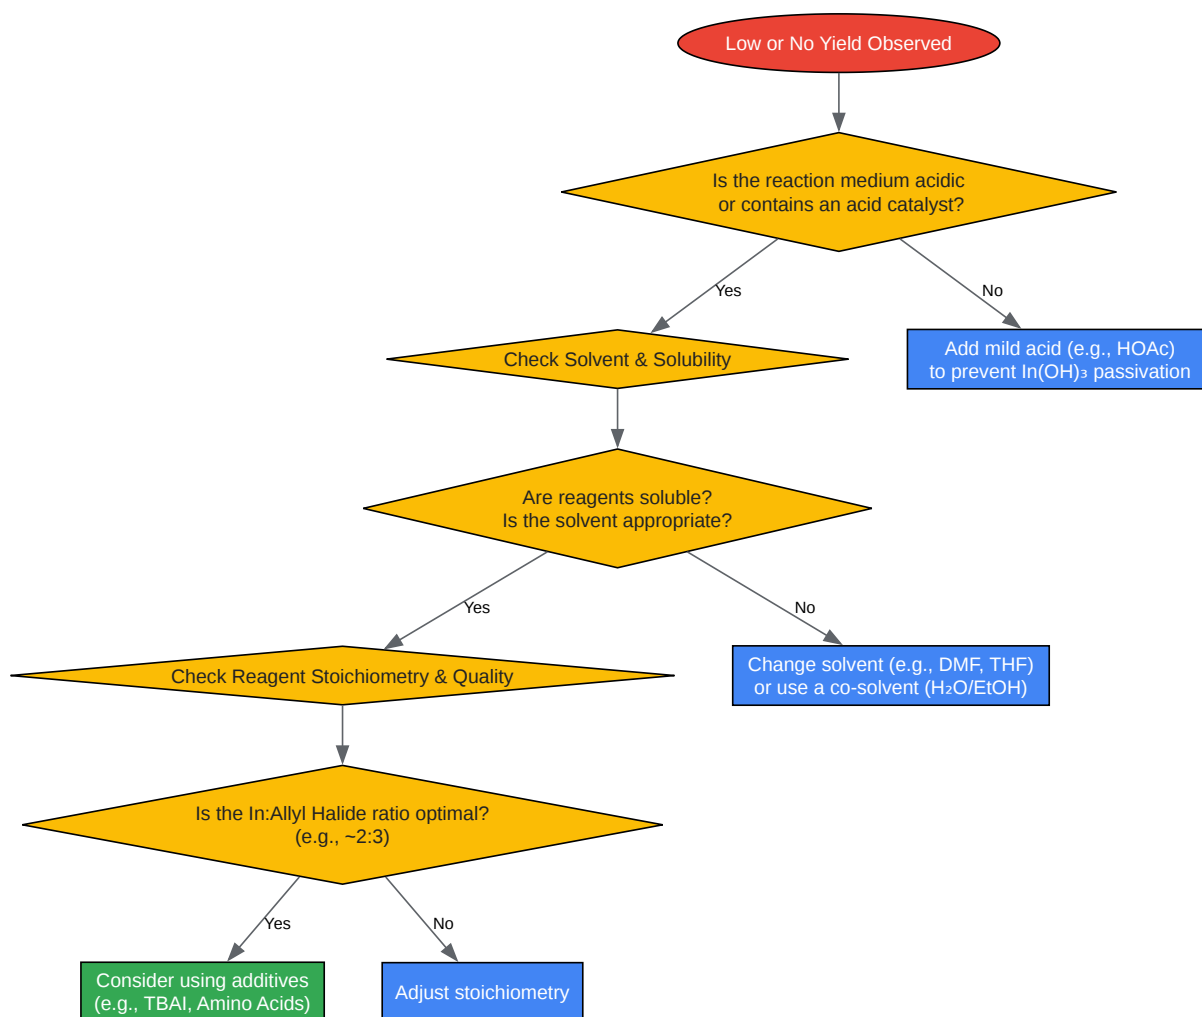 Low or No Yield Observed
Is the reaction medium acidic
or contains an acid catalyst?
Yes
No
Check Solvent & Solubility
Add mild acid (e.g., HOAc)
to prevent In(OH)₃ passivation
Are reagents soluble?
Is the solvent appropriate?
Yes
No
Check Reagent Stoichiometry & Quality
Change solvent (e.g., DMF, THF)
or use a co-solvent (H₂O/EtOH)
Is the In:Allyl Halide ratio optimal?
(e.g., ~2:3)
Yes
No
Consider using additives
(e.g., TBAI, Amino Acids)
Adjust stoichiometry